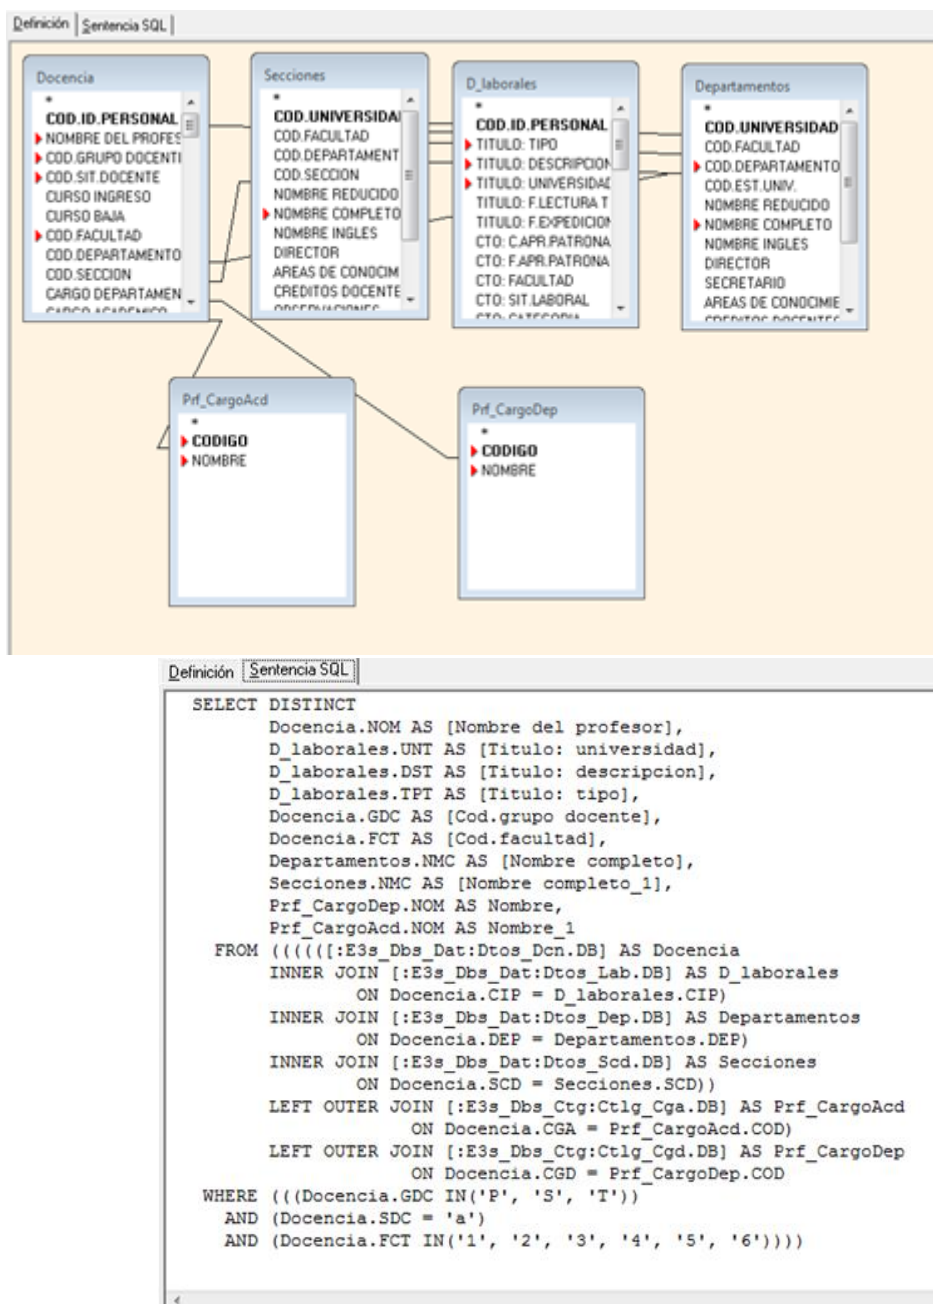 Definición Sentencia SQL
Docencia
*
COD.ID.PERSONAL
NOMBRE DEL PROFES
COD.GRUPO DOCENTI
COD.SIT.DOCENTE
CURSO INGRESO
CURSO BAJA
COD.FACULTAD
COD.DEPARTAMENTO
COD.SECCION
CARGO DEPARTAMEN
CARGO ACADEMICO
Secciones
*
COD.UNIVERSIDAI
COD.FACULTAD
COD.DEPARTAMENT
COD.SECCION
NOMBRE REDUCIDO
NOMBRE COMPLETO
NOMBRE INGLES
DIRECTOR
AREAS DE CONOCIM
CREDITOS DOCENTE
OBSERVACIONES
D_laborales
*
COD.ID.PERSONAL
TITULO: TIPO
TITULO: DESCRIPCION
TITULO: UNIVERSIDAD
TITULO: F.LECTURA T
TITULO: F.EXPEDICION
CTO: C.APR.PATRONA
CTO: F.APR.PATRONA
CTO: FACULTAD
CTO: SIT.LABORAL
CTO: CATEGORIA
Departamentos
*
COD.UNIVERSIDAD
COD.FACULTAD
COD.DEPARTAMENTO
COD.EST.UNIV.
NOMBRE REDUCIDO
NOMBRE COMPLETO
NOMBRE INGLES
DIRECTOR
SECRETARIO
AREAS DE CONOCIMIE
CREDITOS DOCENTES
Prf_CargoAcd
*
CODIGO
NOMBRE
Prf_CargoDep
*
CODIGO
NOMBRE
Definición Sentencia SQL
SELECT DISTINCT
Docencia.NOM AS [Nombre del profesor],
D_laborales.UNT AS [Titulo: universidad],
D_laborales.DST AS [Titulo: descripcion],
D_laborales.TPT AS [Titulo: tipo],
Docencia.GDC AS [Cod.grupo docente],
Docencia.FCT AS [Cod.facultad],
Departamentos.NMC AS [Nombre completo],
Secciones.NMC AS [Nombre completo_1],
Prf_CargoDep.NOM AS Nombre,
Prf_CargoAcd.NOM AS Nombre_1
FROM ((((([:E3s_Dbs_Dat:Dtos_Dcn.DB] AS Docencia
INNER JOIN [:E3s_Dbs_Dat:Dtos_Lab.DB] AS D_laborales
ON Docencia.CIP = D_laborales.CIP)
INNER JOIN [:E3s_Dbs_Dat:Dtos_Dep.DB] AS Departamentos
ON Docencia.DEP = Departamentos.DEP)
INNER JOIN [:E3s_Dbs_Dat:Dtos_Scd.DB] AS Secciones
ON Docencia.SCD = Secciones.SCD))
LEFT OUTER JOIN [:E3s_Dbs_Ctg:Ctlg_Cga.DB] AS Prf_CargoAcd
ON Docencia.CGA = Prf_CargoAcd.COD)
LEFT OUTER JOIN [:E3s_Dbs_Ctg:Ctlg_Cgd.DB] AS Prf_CargoDep
ON Docencia.CGD = Prf_CargoDep.COD
WHERE (((Docencia.GDC IN('P', 'S', 'T'))
AND (Docencia.SDC = 'a')
AND (Docencia.FCT IN('1', '2', '3', '4', '5', '6'))))